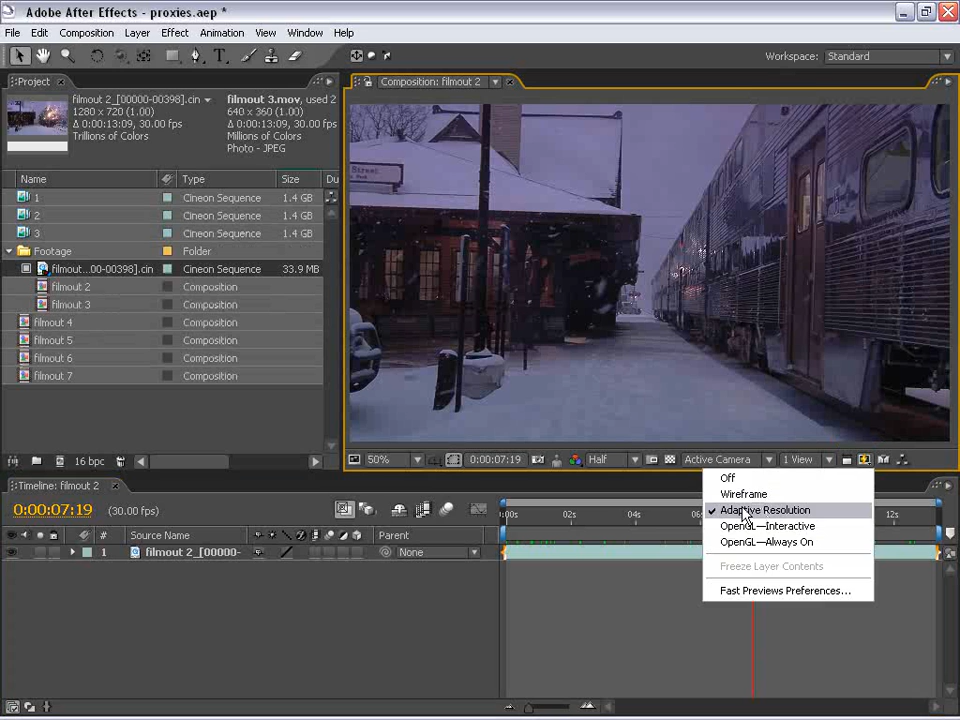 Adobe After Effects - proxies.aep *
File Edit Composition Layer Effect Animation View Window Help
Workspace: Standard
Project
filmout 2_[00000-00398].cin
1280 x 720 (1.00)
Δ 0:00:13:09, 30.00 fps
Trillions of Colors
filmout 3.mov, used 2
640 x 360 (1.00)
Δ 0:00:13:09, 30.00 fps
Millions of Colors
Photo - JPEG
Composition: filmout 2
Name Type Size Du
1 Cineon Sequence 1.4 GB
2 Cineon Sequence 1.4 GB
3 Cineon Sequence 1.4 GB
Footage Folder
filmout...00-00398].cin Cineon Sequence 33.9 MB
filmout 2 Composition
filmout 3 Composition
filmout 4 Composition
filmout 5 Composition
filmout 6 Composition
filmout 7 Composition
16 bpc
Street
50% 0:00:07:19 Half Active Camera 1 View
Off
Wireframe
Adaptive Resolution
OpenGL—Interactive
OpenGL—Always On
Freeze Layer Contents
Fast Previews Preferences...
Timeline: filmout 2
0:00:07:19 (30.00 fps)
:00s 02s 04s 06s 12s
# Source Name Parent
1 filmout 2_[00000- None